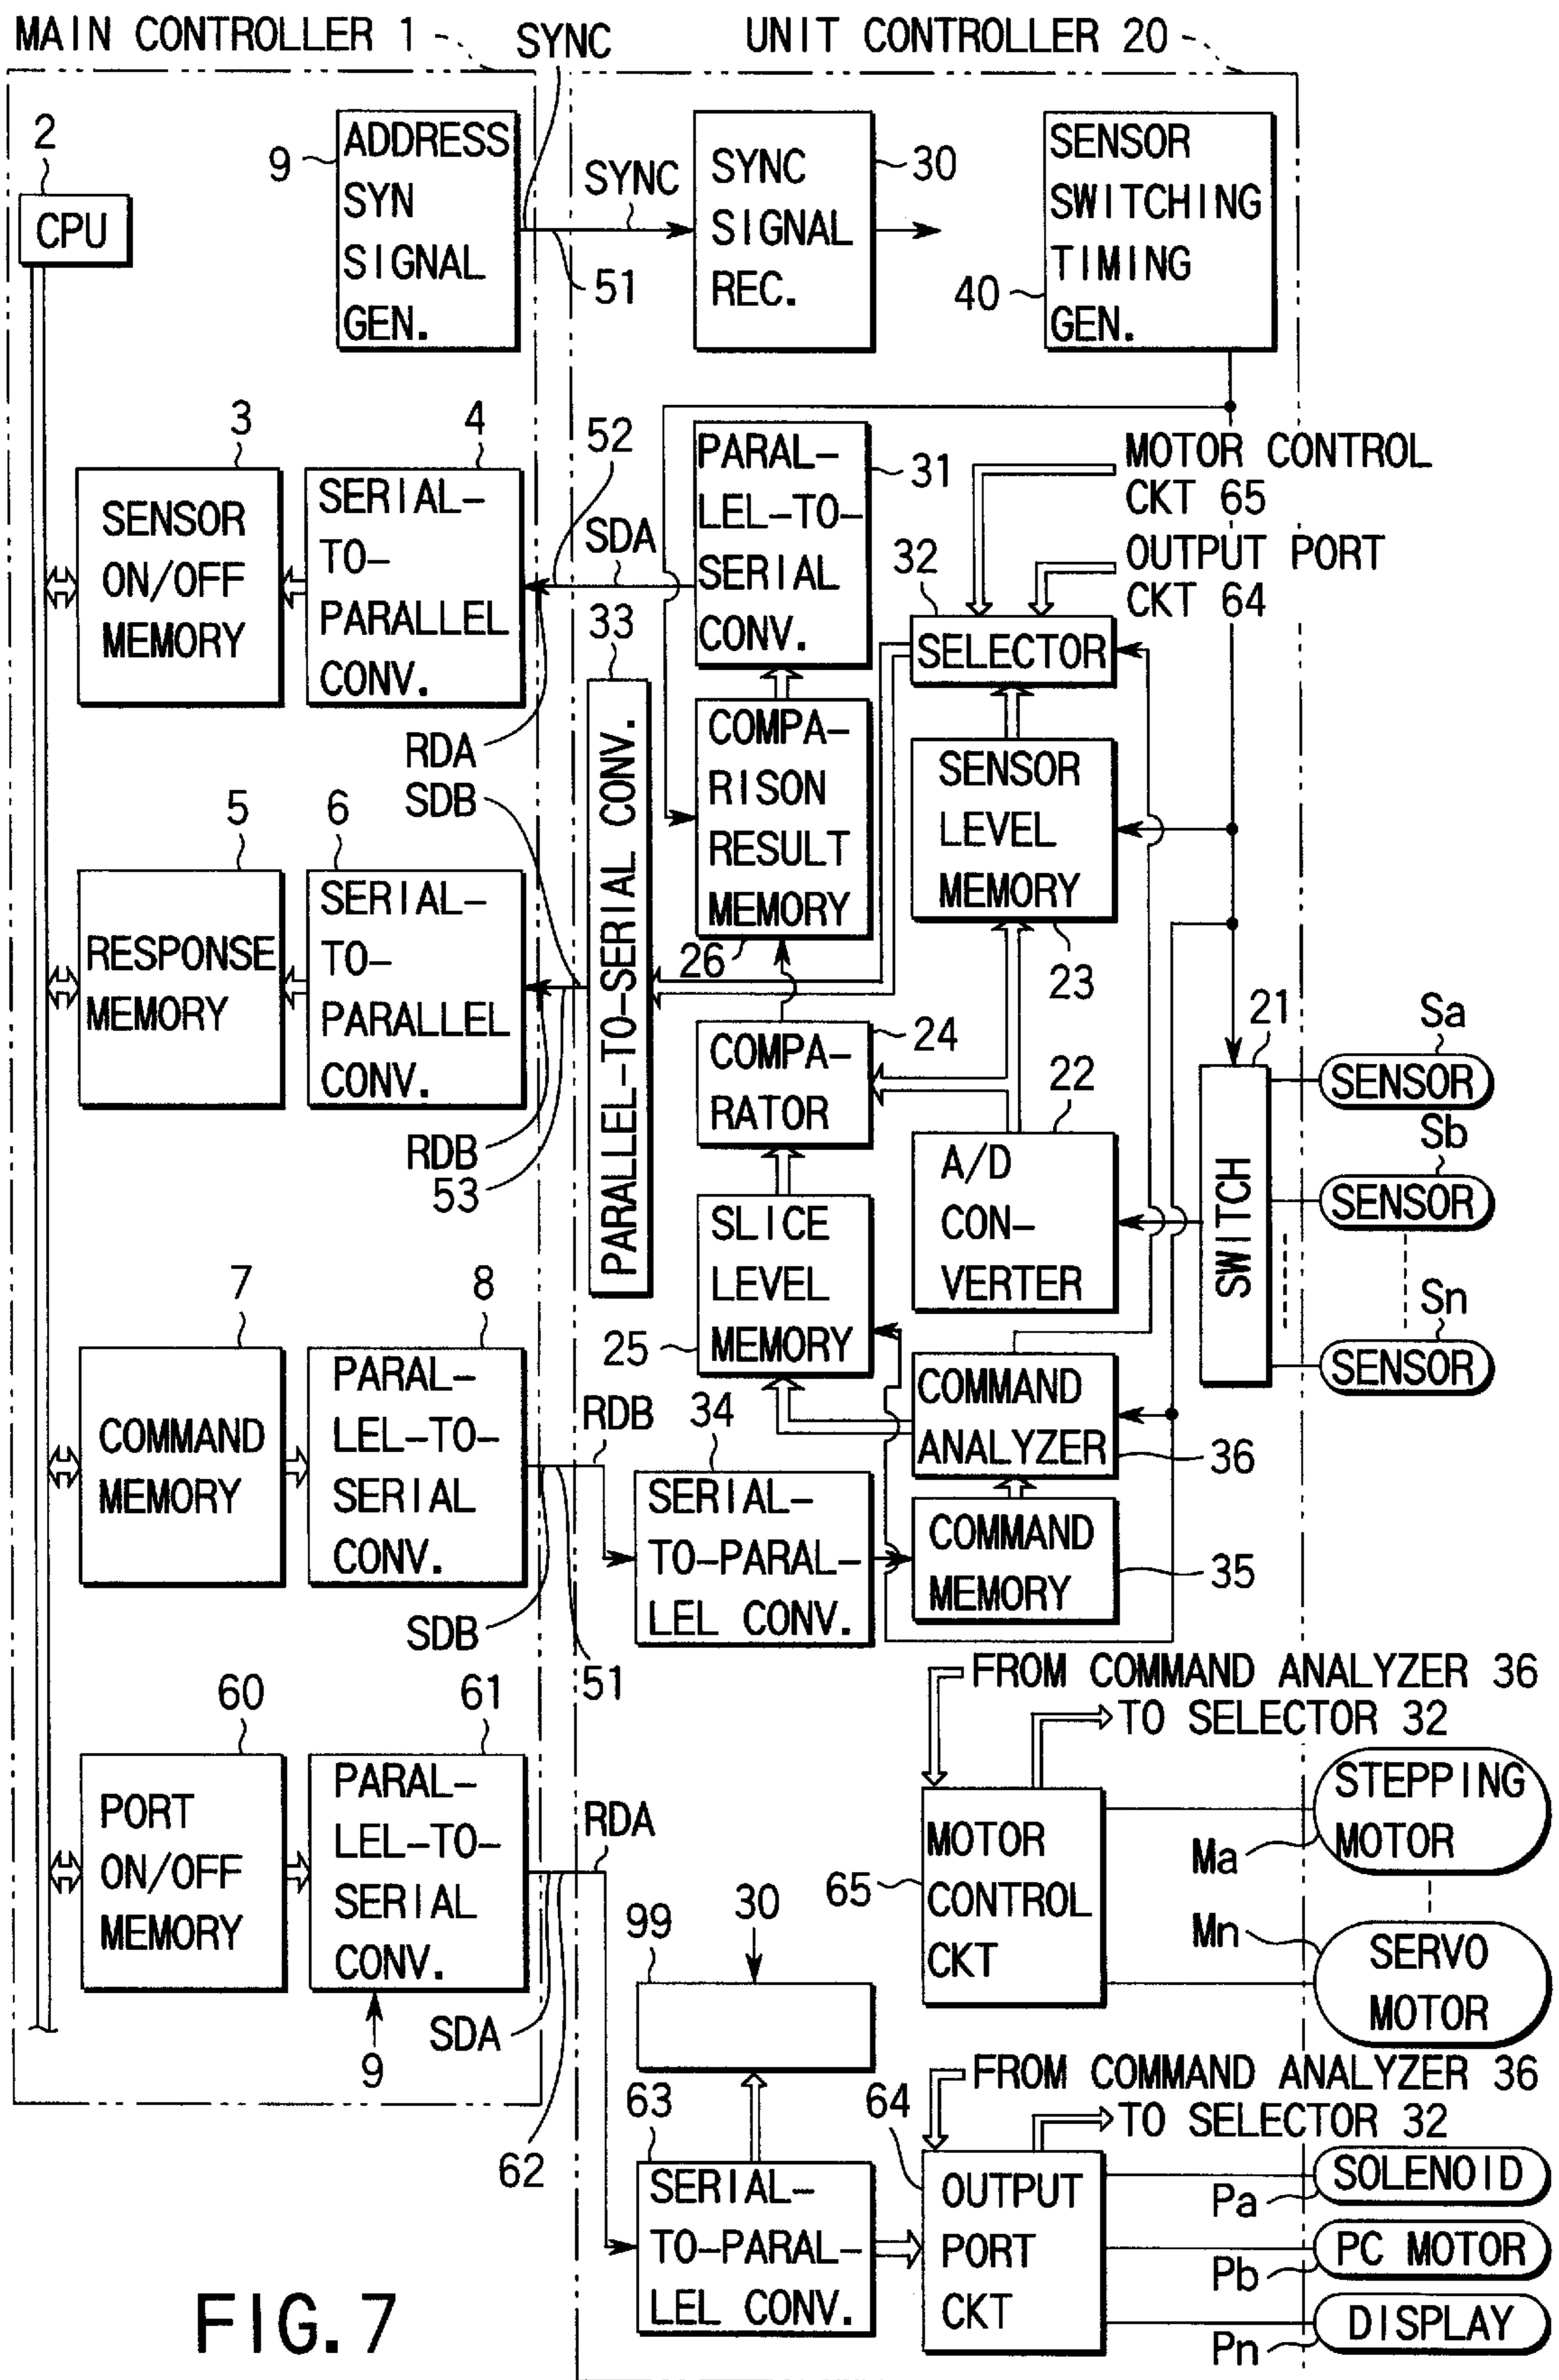 MAIN CONTROLLER 1
SYNC
UNIT CONTROLLER 20
2
CPU
9
ADDRESS
SYN
SIGNAL
GEN.
SYNC
51
SYNC
SIGNAL
REC.
30
SENSOR
SWITCHING
TIMING
GEN.
40
3
SENSOR
ON/OFF
MEMORY
4
SERIAL-
TO-
PARALLEL
CONV.
52
SDA
RDA
PARAL-
LEL-TO-
SERIAL
CONV.
31
MOTOR CONTROL
CKT 65
OUTPUT PORT
CKT 64
32
SELECTOR
33
PARALLEL-TO-SERIAL CONV.
COMPA-
RISON
RESULT
MEMORY
26
SENSOR
LEVEL
MEMORY
23
SDB
5
RESPONSE
MEMORY
6
SERIAL-
TO-
PARALLEL
CONV.
RDB
53
COMPA-
RATOR
24
22
A/D
CON-
VERTER
21
SWITCH
Sa
SENSOR
Sb
SENSOR
Sn
SENSOR
SLICE
LEVEL
MEMORY
25
7
COMMAND
MEMORY
8
PARAL-
LEL-TO-
SERIAL
CONV.
RDB
SDB
51
34
SERIAL-
TO-PARAL-
LEL CONV.
COMMAND
ANALYZER
36
COMMAND
MEMORY
35
60
PORT
ON/OFF
MEMORY
61
PARAL-
LEL-TO-
SERIAL
CONV.
9
SDA
62
RDA
FROM COMMAND ANALYZER 36
TO SELECTOR 32
65
MOTOR
CONTROL
CKT
Ma
STEPPING
MOTOR
Mn
SERVO
MOTOR
99
30
63
SERIAL-
TO-PARAL-
LEL CONV.
FROM COMMAND ANALYZER 36
TO SELECTOR 32
64
OUTPUT
PORT
CKT
Pa
SOLENOID
Pb
PC MOTOR
Pn
DISPLAY
FIG. 7